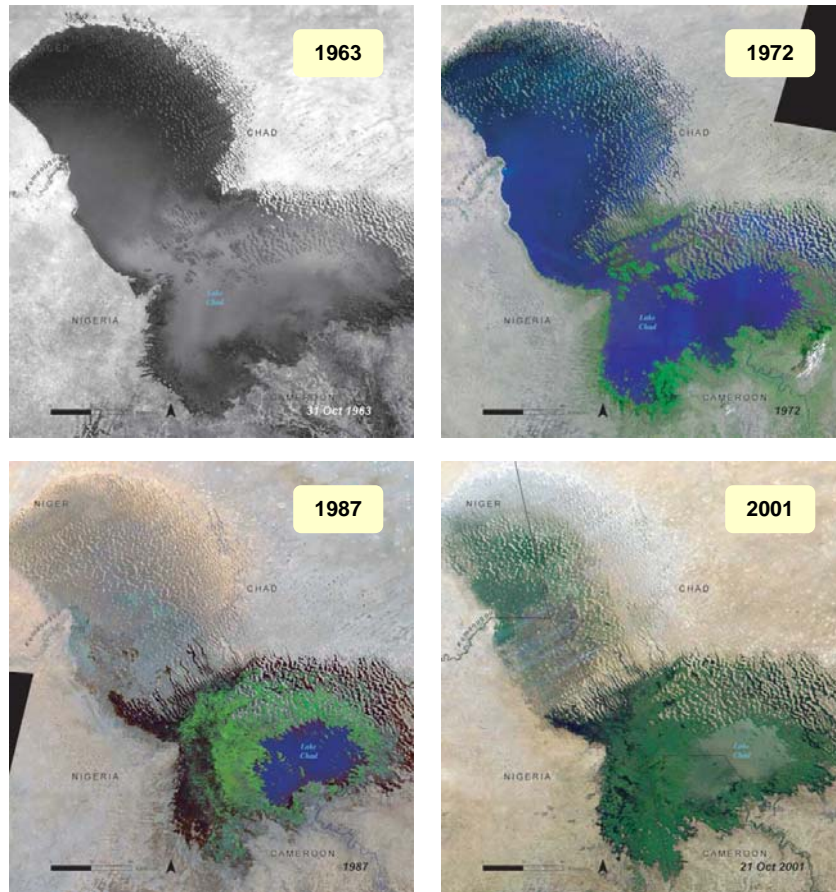 1963
CHAD
Lake
Chad
NIGERIA
CAMEROON
31 Oct 1963
1972
CHAD
Lake
Chad
NIGERIA
CAMEROON
1972
1987
NIGER
CHAD
Lake
Chad
NIGERIA
CAMEROON
1987
2001
NIGER
CHAD
Lake
Chad
NIGERIA
CAMEROON
21 Oct 2001